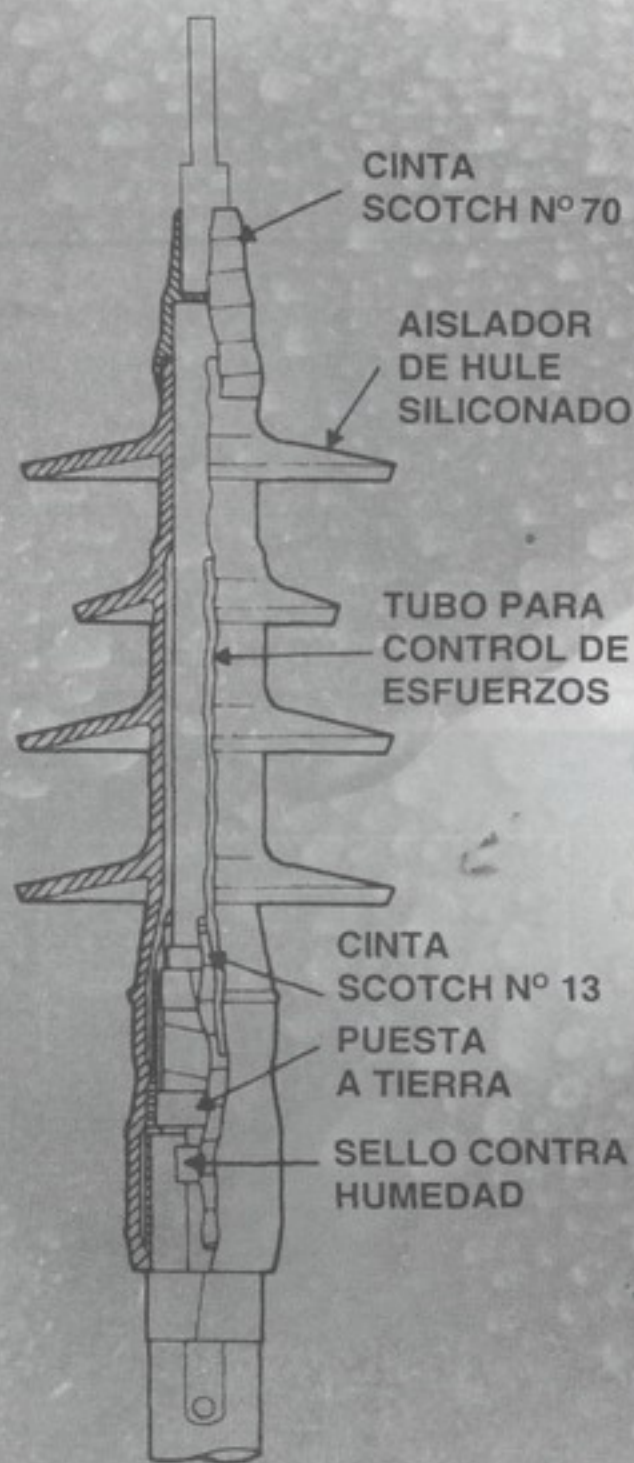 CINTA
SCOTCH Nº 70
AISLADOR
DE HULE
SILICONADO
TUBO PARA
CONTROL DE
ESFUERZOS
CINTA
SCOTCH Nº 13
PUESTA
A TIERRA
SELLO CONTRA
HUMEDAD